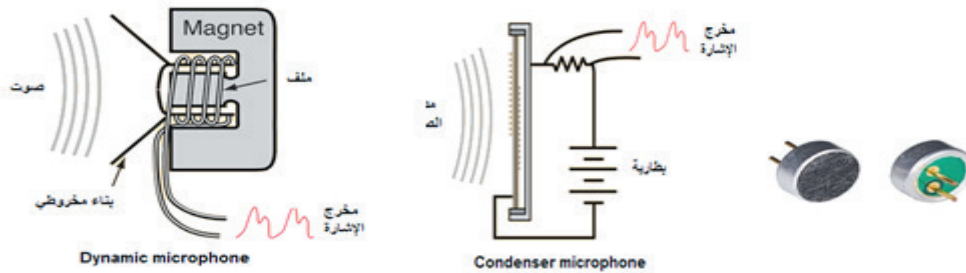 Magnet
ملف
صوت
بناء مخروطي
مخرج
الإشارة
Dynamic microphone
مخرج
الإشارة
بطارية
Condenser microphone